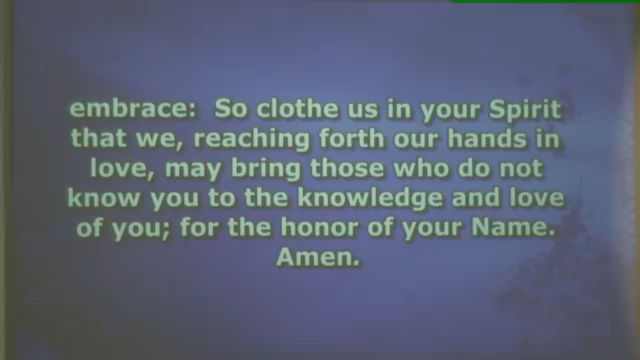 embrace: So clothe us in your Spirit
that we, reaching forth our hands in
love, may bring those who do not
know you to the knowledge and love
of you; for the honor of your Name.
Amen.